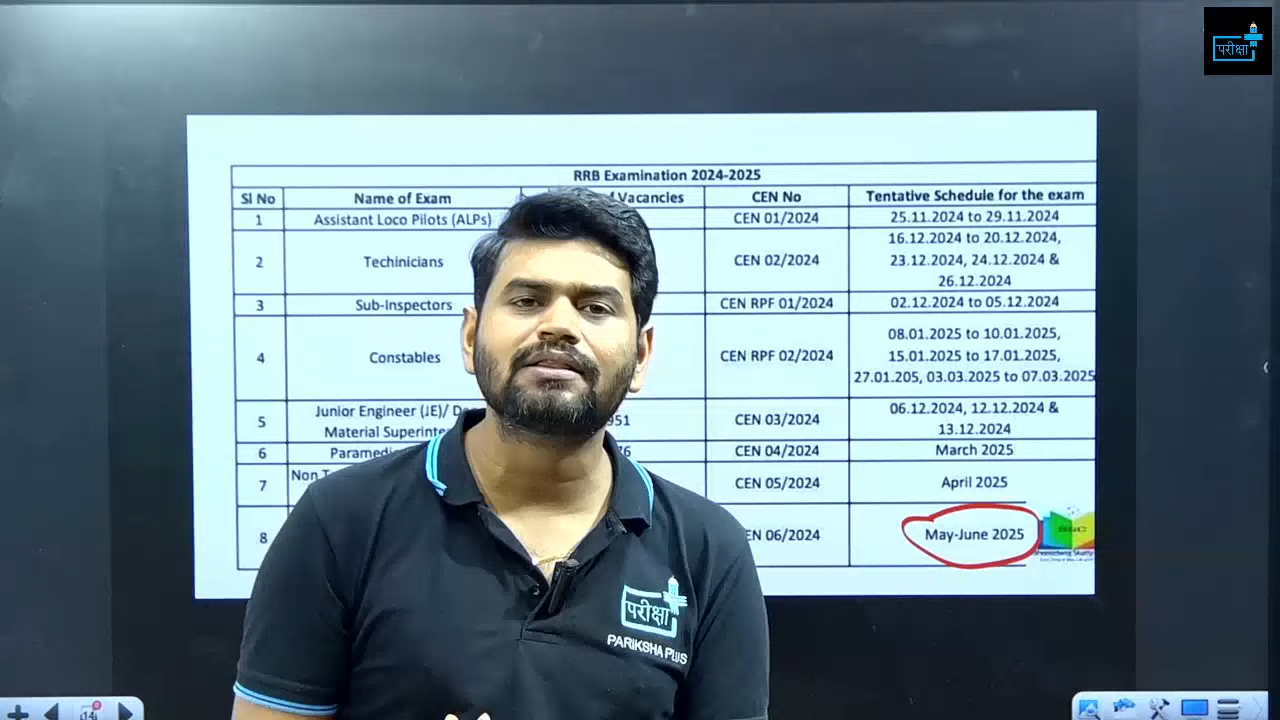 परीक्षा
RRB Examination 2024-2025
Sl No Name of Exam of Vacancies CEN No Tentative Schedule for the exam
1 Assistant Loco Pilots (ALPs) CEN 01/2024 25.11.2024 to 29.11.2024
2 Techinicians CEN 02/2024 16.12.2024 to 20.12.2024,
23.12.2024, 24.12.2024 &
26.12.2024
3 Sub-Inspectors CEN RPF 01/2024 02.12.2024 to 05.12.2024
4 Constables CEN RPF 02/2024 08.01.2025 to 10.01.2025,
15.01.2025 to 17.01.2025,
27.01.205, 03.03.2025 to 07.03.2025
5 Junior Engineer (JE)/ 951 CEN 03/2024 06.12.2024, 12.12.2024 &
Material 13.12.2024
6 CEN 04/2024 March 2025
7 Non CEN 05/2024 April 2025
8 06/2024 May-June 2025
परीक्षा
PARIKSHA PLUS
14